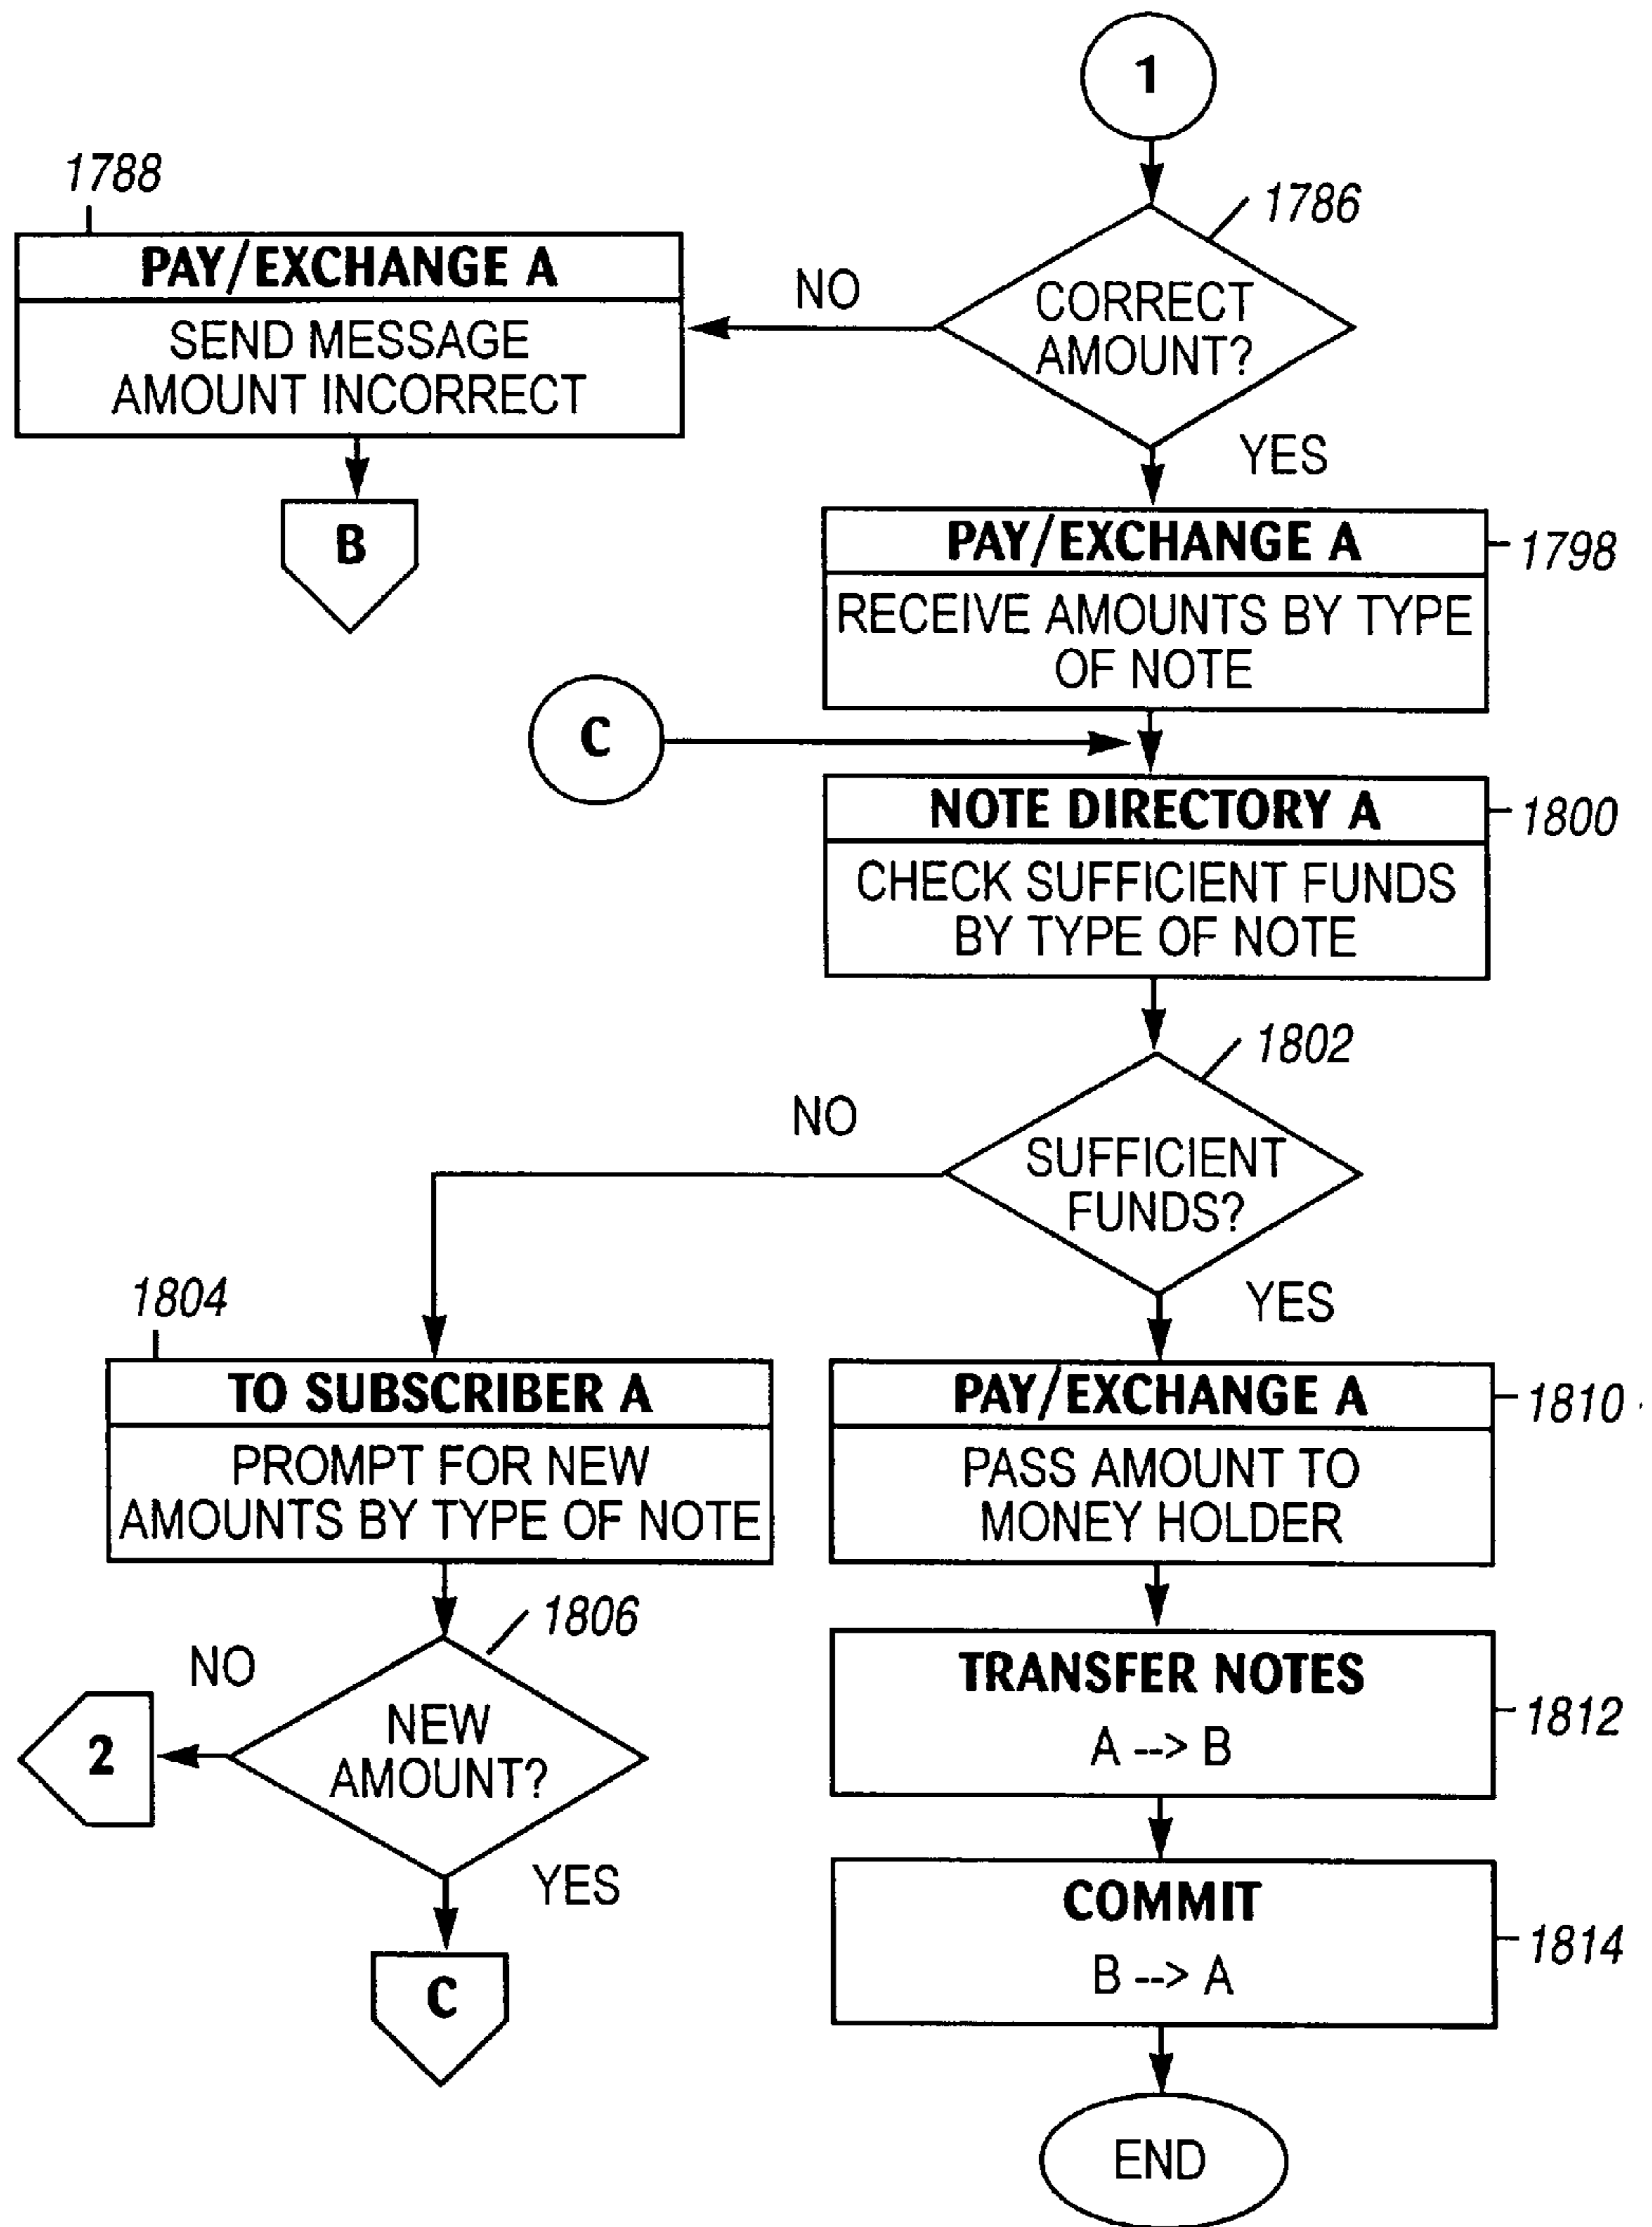 1
1788
1786
PAY/EXCHANGE A
NO
CORRECT
AMOUNT?
SEND MESSAGE
AMOUNT INCORRECT
YES
B
PAY/EXCHANGE A
1798
RECEIVE AMOUNTS BY TYPE
OF NOTE
C
NOTE DIRECTORY A
1800
CHECK SUFFICIENT FUNDS
BY TYPE OF NOTE
1802
NO
SUFFICIENT
FUNDS?
1804
YES
TO SUBSCRIBER A
PROMPT FOR NEW
AMOUNTS BY TYPE OF NOTE
PAY/EXCHANGE A
1810
PASS AMOUNT TO
MONEY HOLDER
1806
NO
NEW
AMOUNT?
2
TRANSFER NOTES
A --> B
1812
YES
C
COMMIT
B --> A
1814
END